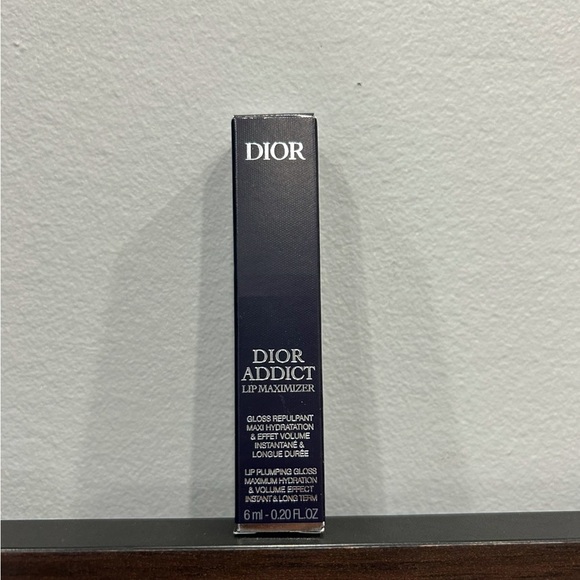 DIOR
DIOR
ADDICT
LIP MAXIMIZER
GLOSS REPULPANT
MAXI HYDRATATION
& EFFET VOLUME
INSTANTANÉ &
LONGUE DURÉE
LIP PLUMPING GLOSS
MAXIMUM HYDRATION
& VOLUME EFFECT
INSTANT & LONG TERM
6 ml - 0.20 FL.OZ